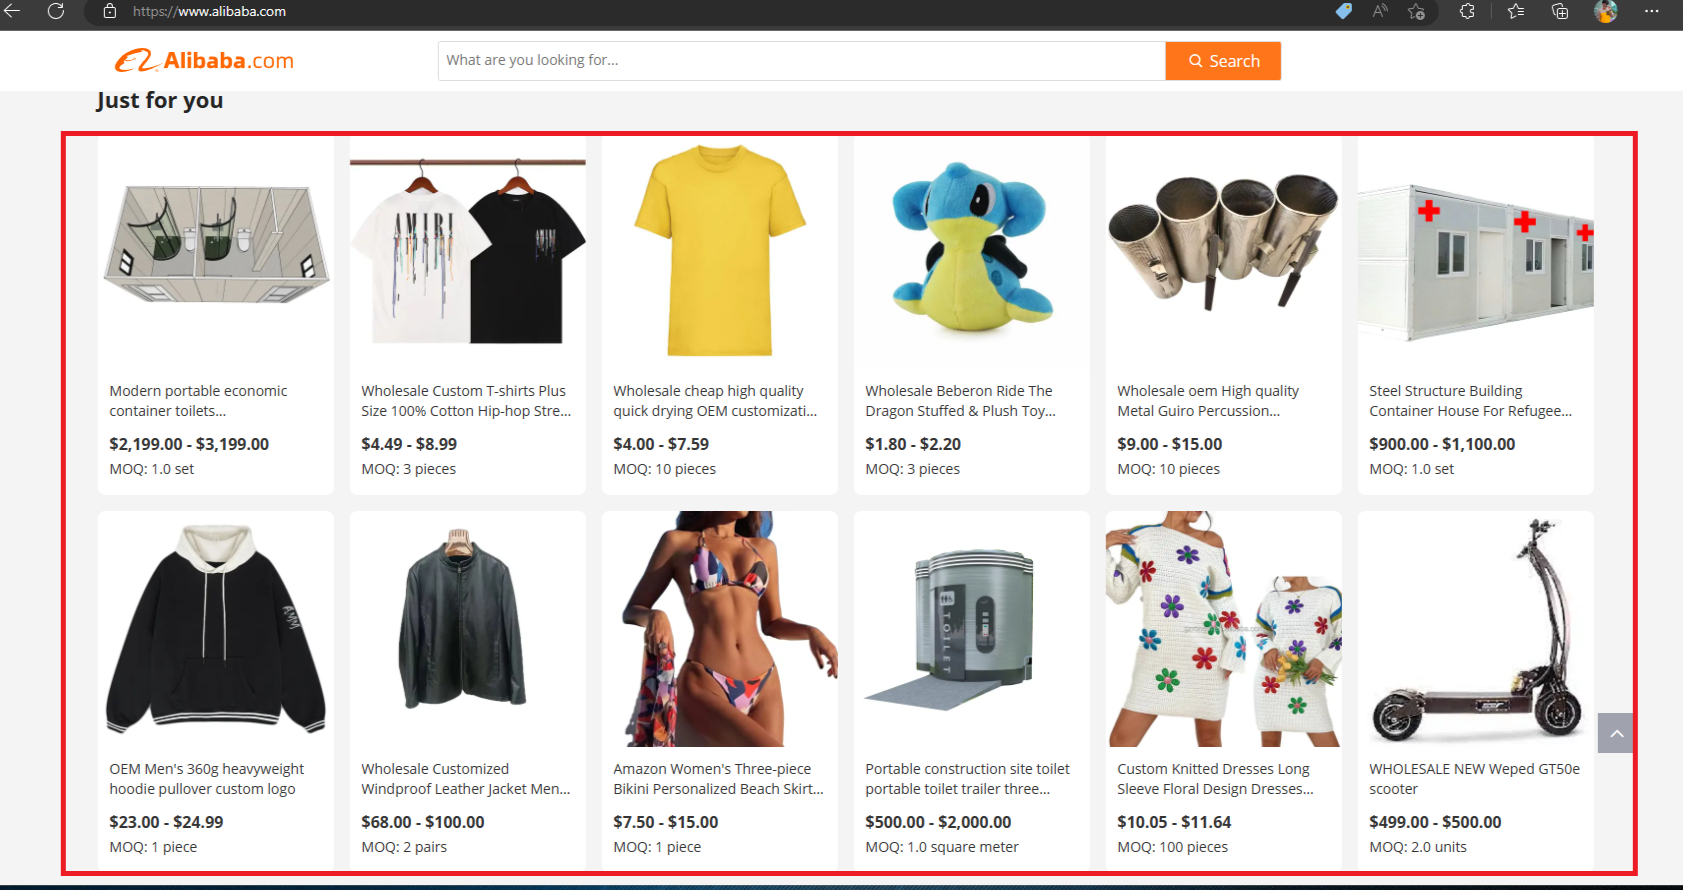 https://www.alibaba.com
Alibaba.com
What are you looking for...
Search
Just for you
AMIRI
Modern portable economic
container toilets...
$2,199.00 - $3,199.00
MOQ: 1.0 set
Wholesale Custom T-shirts Plus
Size 100% Cotton Hip-hop Stre...
$4.49 - $8.99
MOQ: 3 pieces
Wholesale cheap high quality
quick drying OEM customizati...
$4.00 - $7.59
MOQ: 10 pieces
Wholesale Beberon Ride The
Dragon Stuffed & Plush Toy...
$1.80 - $2.20
MOQ: 3 pieces
Wholesale oem High quality
Metal Guiro Percussion...
$9.00 - $15.00
MOQ: 10 pieces
Steel Structure Building
Container House For Refugee...
$900.00 - $1,100.00
MOQ: 1.0 set
TOILET
OEM Men's 360g heavyweight
hoodie pullover custom logo
$23.00 - $24.99
MOQ: 1 piece
Wholesale Customized
Windproof Leather Jacket Men...
$68.00 - $100.00
MOQ: 2 pairs
Amazon Women's Three-piece
Bikini Personalized Beach Skirt...
$7.50 - $15.00
MOQ: 1 piece
Portable construction site toilet
portable toilet trailer three...
$500.00 - $2,000.00
MOQ: 1.0 square meter
Custom Knitted Dresses Long
Sleeve Floral Design Dresses...
$10.05 - $11.64
MOQ: 100 pieces
WHOLESALE NEW Weped GT50e
scooter
$499.00 - $500.00
MOQ: 2.0 units